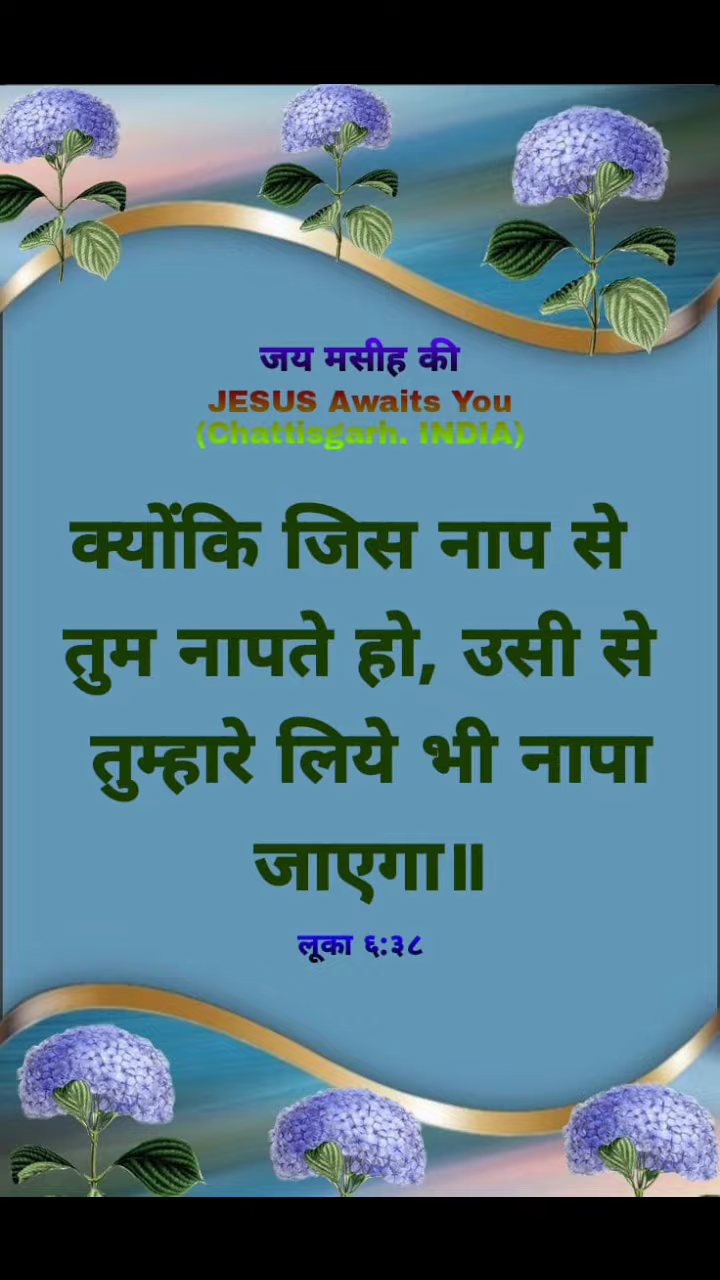 जय मसीह की
JESUS Awaits You
(Chattisgarh. INDIA)
क्योंकि जिस नाप से
तुम नापते हो, उसी से
तुम्हारे लिये भी नापा
जाएगा॥
लूका ६:३८